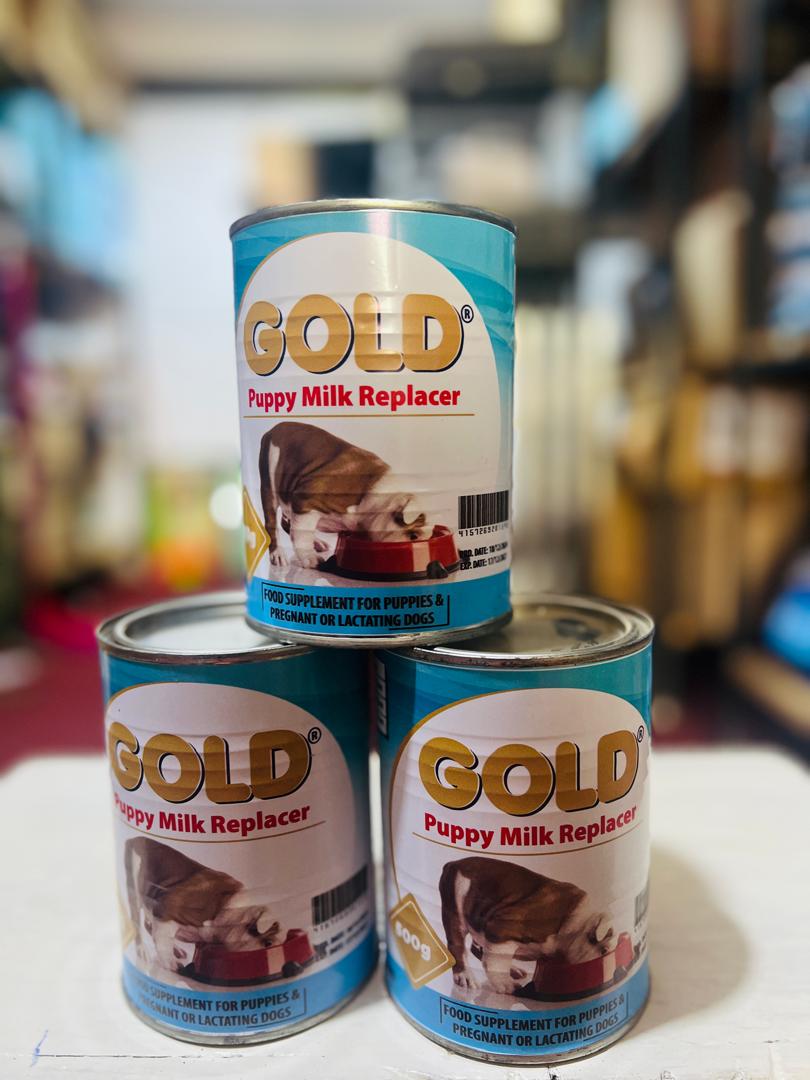 GOLD®
Puppy Milk Replacer
FOOD SUPPLEMENT FOR PUPPIES &
PREGNANT OR LACTATING DOGS
GOLD®
Puppy Milk Replacer
FOOD SUPPLEMENT FOR PUPPIES &
PREGNANT OR LACTATING DOGS
GOLD®
Puppy Milk Replacer
FOOD SUPPLEMENT FOR PUPPIES &
PREGNANT OR LACTATING DOGS